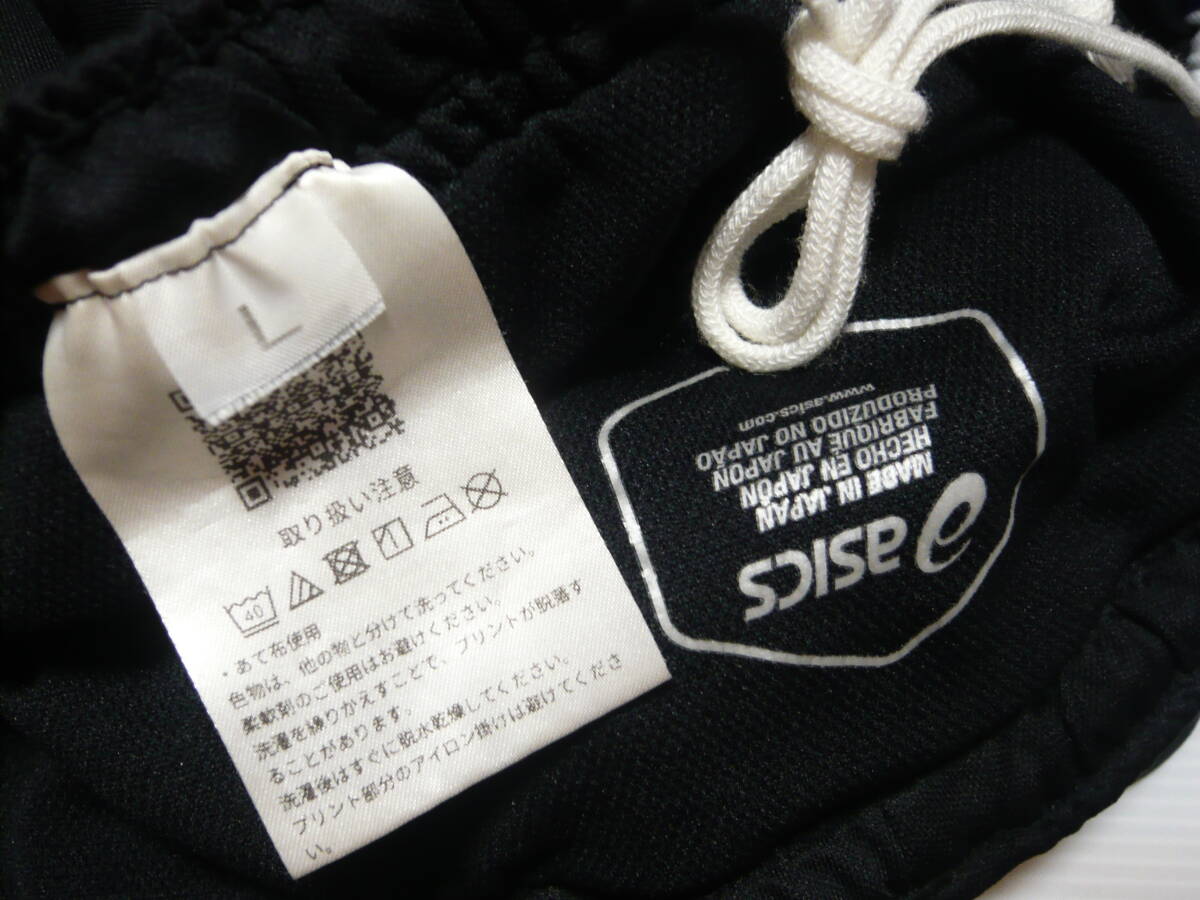 L
取り扱い注意
40
・あて布使用
色物は、他の物と分けて洗ってください。
柔軟剤のご使用はお避けください。
洗濯を繰りかえすことで、プリントが脱落す
ることがあります。
洗濯後はすぐに脱水乾燥してください。
プリント部分のアイロン掛けは避けてくださ
い。
asics
MADE IN JAPAN
HECHO EN JAPÓN
FABRIQUÉ AU JAPON
PRODUZIDO NO JAPÃO
www.asics.com